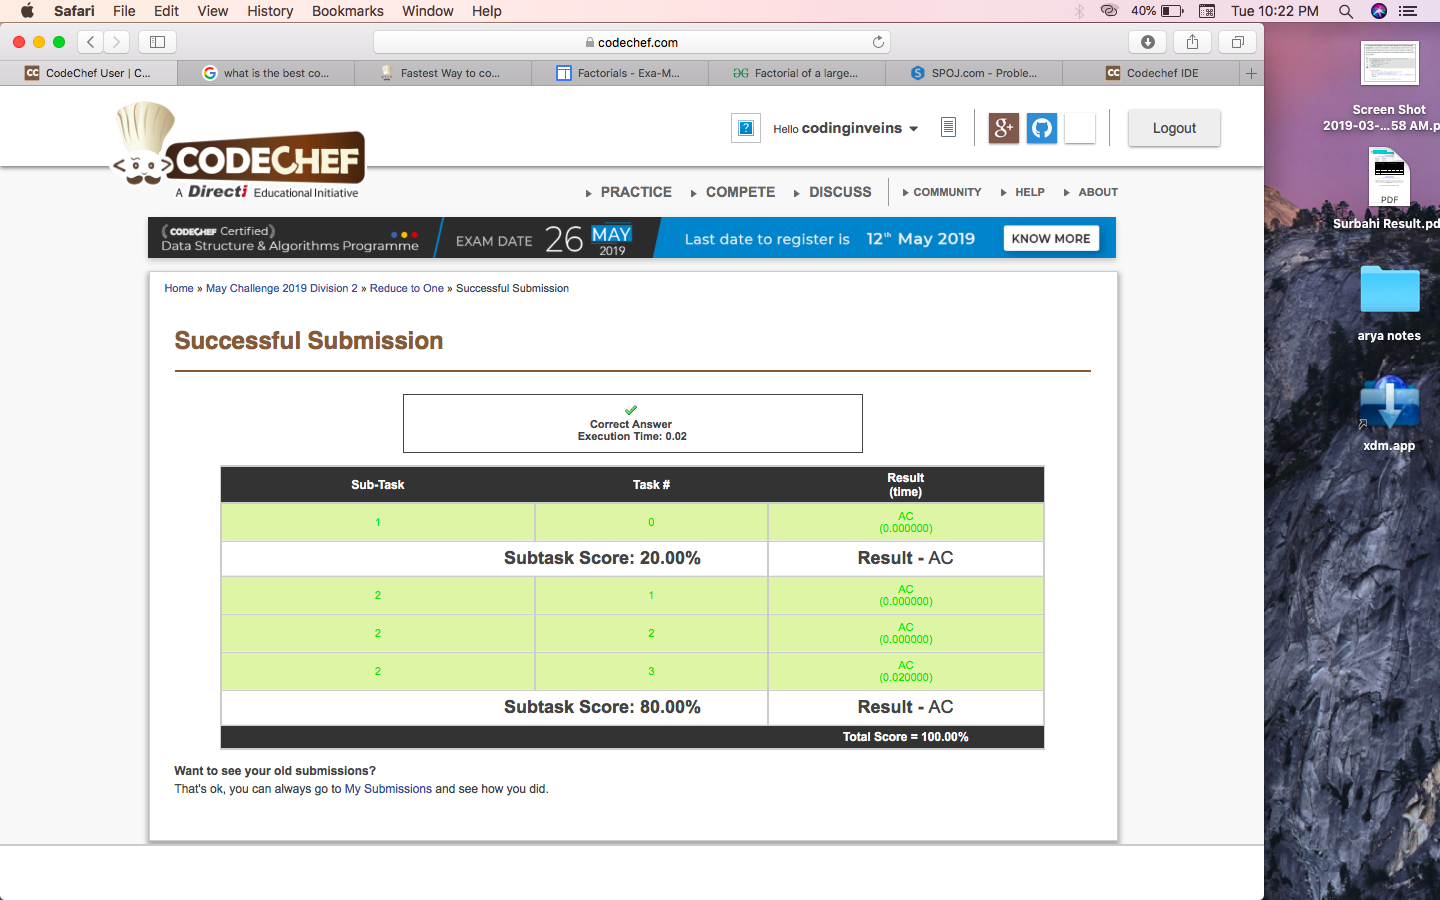 Safari File Edit View History Bookmarks Window Help 40% Tue 10:22 PM
codechef.com
CC CodeChef User | C... G what is the best co... Fastest Way to co... Factorials - Exa-M... GG Factorial of a large... S SPOJ.com - Proble... CC Codechef IDE +
CODECHEF
A Directi Educational Initiative
? Hello codinginveins g+ Logout
PRACTICE COMPETE DISCUSS COMMUNITY HELP ABOUT
(CODECHEF Certified)
Data Structure & Algorithms Programme
EXAM DATE 26 MAY 2019
Last date to register is 12th May 2019 KNOW MORE
Home » May Challenge 2019 Division 2 » Reduce to One » Successful Submission
Successful Submission
Correct Answer
Execution Time: 0.02
Sub-Task Task # Result
(time)
1 0 AC
(0.000000)
Subtask Score: 20.00% Result - AC
2 1 AC
(0.000000)
2 2 AC
(0.000000)
2 3 AC
(0.020000)
Subtask Score: 80.00% Result - AC
Total Score = 100.00%
Want to see your old submissions?
That's ok, you can always go to My Submissions and see how you did.
Screen Shot
2019-03-...58 AM.p
PDF
Surbahi Result.pd
arya notes
xdm.app